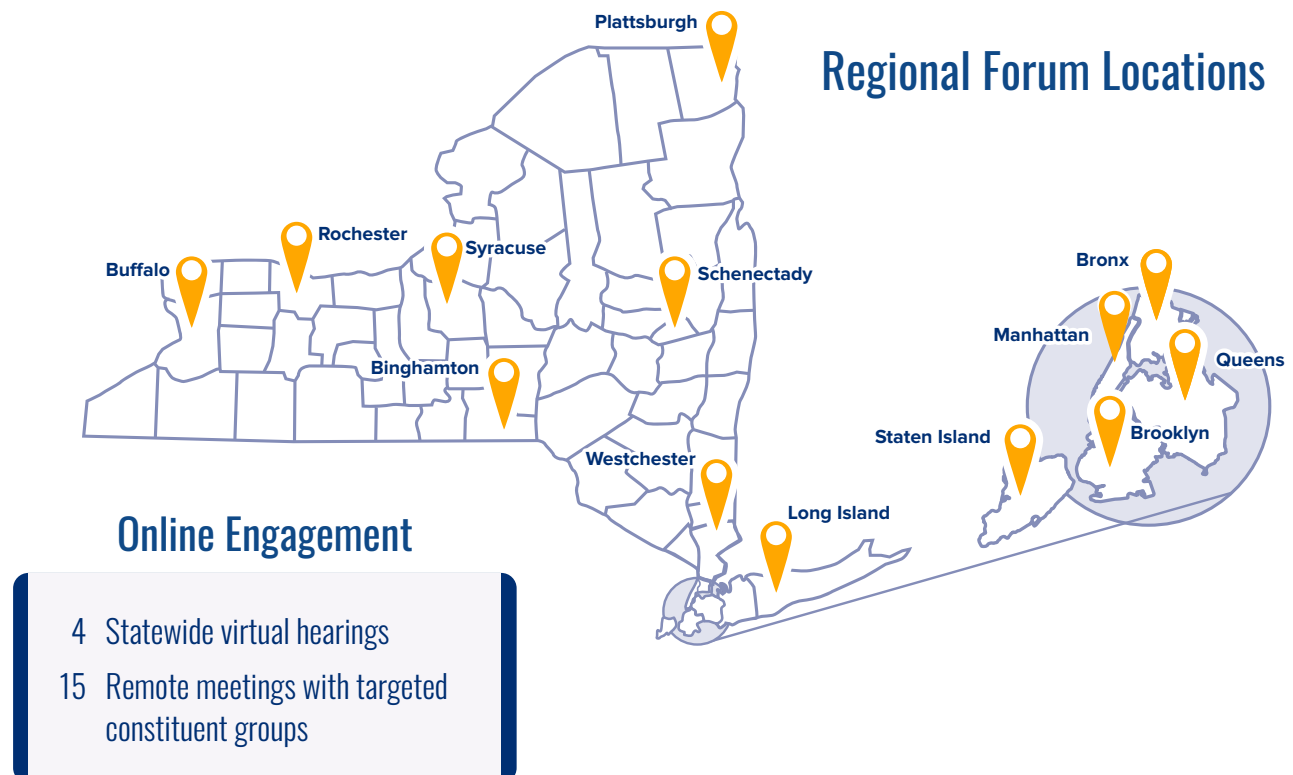 Plattsburgh
Regional Forum Locations
Rochester
Syracuse
Buffalo
Schenectady
Bronx
Manhattan
Queens
Binghamton
Staten Island
Brooklyn
Westchester
Long Island
Online Engagement
4 Statewide virtual hearings
15 Remote meetings with targeted
constituent groups